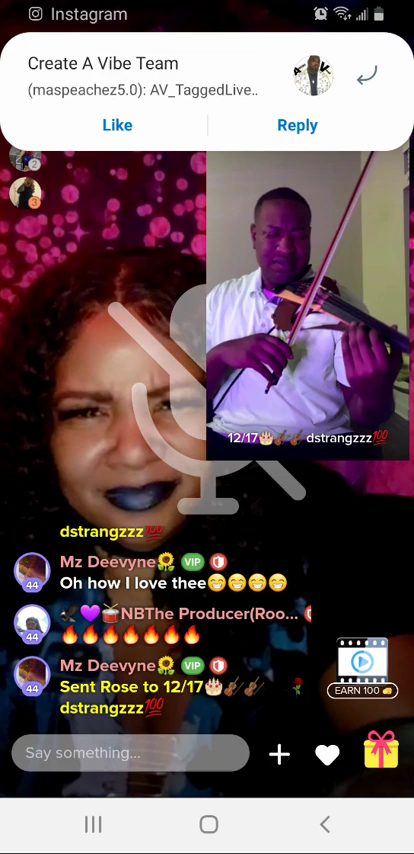 Instagram
Create A Vibe Team
(maspeachez5.0): AV_TaggedLive..
Like
Reply
2
3
12/17🎂🎻🎻 dstrangzzz💯
dstrangzzz💯
Mz Deevyne🌻 VIP
Oh how I love thee😁😁😁😁
44
🦅💜🥁NBThe Producer(Roo...
🔥🔥🔥🔥🔥🔥🔥
44
Mz Deevyne🌻 VIP
Sent Rose to 12/17🎂🎻🎻
dstrangzzz💯
44
EARN 100
Say something...